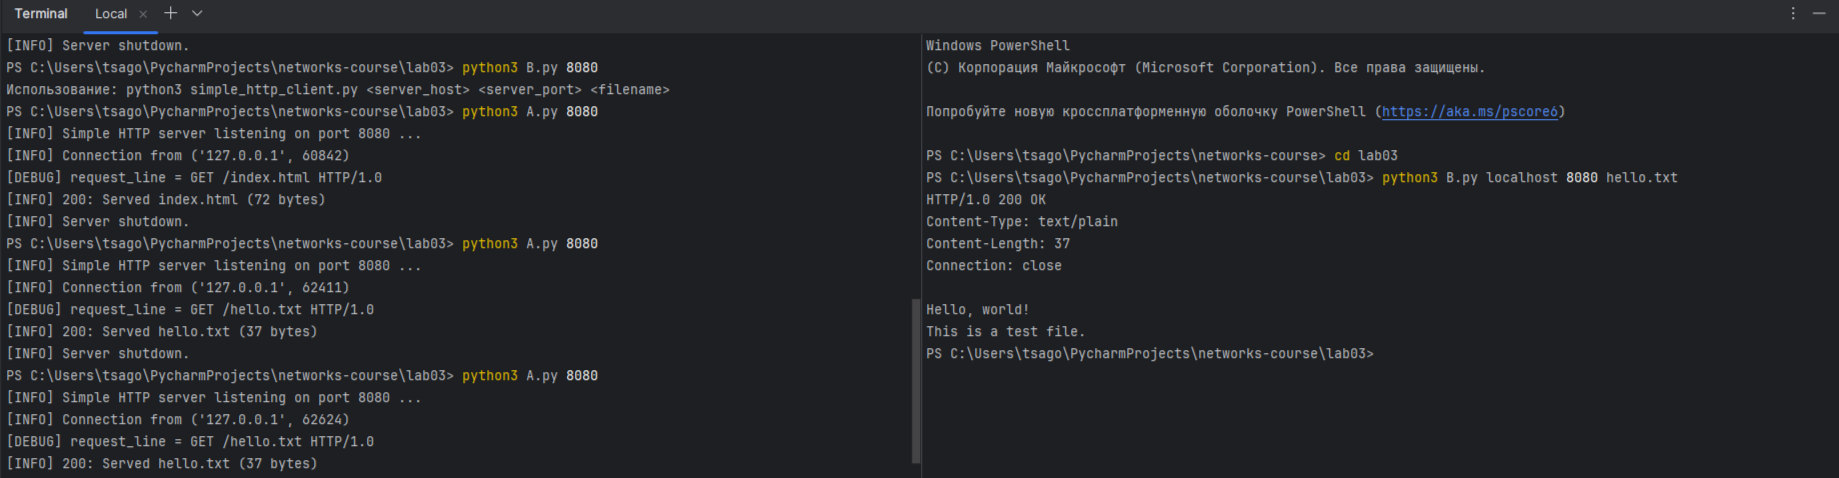 Terminal Local
[INFO] Server shutdown.
PS C:\Users\tsago\PycharmProjects\networks-course\lab03> python3 B.py 8080
Использование: python3 simple_http_client.py <server_host> <server_port> <filename>
PS C:\Users\tsago\PycharmProjects\networks-course\lab03> python3 A.py 8080
[INFO] Simple HTTP server listening on port 8080 ...
[INFO] Connection from ('127.0.0.1', 60842)
[DEBUG] request_line = GET /index.html HTTP/1.0
[INFO] 200: Served index.html (72 bytes)
[INFO] Server shutdown.
PS C:\Users\tsago\PycharmProjects\networks-course\lab03> python3 A.py 8080
[INFO] Simple HTTP server listening on port 8080 ...
[INFO] Connection from ('127.0.0.1', 62411)
[DEBUG] request_line = GET /hello.txt HTTP/1.0
[INFO] 200: Served hello.txt (37 bytes)
[INFO] Server shutdown.
PS C:\Users\tsago\PycharmProjects\networks-course\lab03> python3 A.py 8080
[INFO] Simple HTTP server listening on port 8080 ...
[INFO] Connection from ('127.0.0.1', 62624)
[DEBUG] request_line = GET /hello.txt HTTP/1.0
[INFO] 200: Served hello.txt (37 bytes)
Windows PowerShell
(C) Корпорация Майкрософт (Microsoft Corporation). Все права защищены.
Попробуйте новую кроссплатформенную оболочку PowerShell (https://aka.ms/pscore6)
PS C:\Users\tsago\PycharmProjects\networks-course> cd lab03
PS C:\Users\tsago\PycharmProjects\networks-course\lab03> python3 B.py localhost 8080 hello.txt
HTTP/1.0 200 OK
Content-Type: text/plain
Content-Length: 37
Connection: close
Hello, world!
This is a test file.
PS C:\Users\tsago\PycharmProjects\networks-course\lab03>